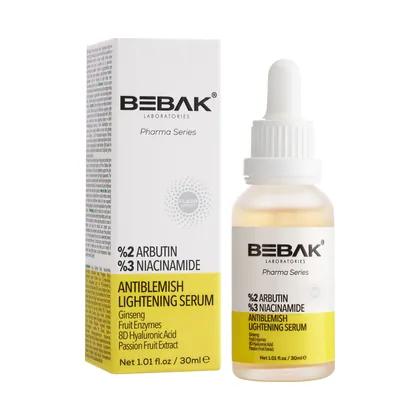 BEBAK®
LABORATORIES
Pharma Series
%2 ARBUTIN
%3 NIACINAMIDE
ANTIBLEMISH
LIGHTENING SERUM
Ginseng
Fruit Enzymes
8D Hyaluronic Acid
Passion Fruit Extract
Net 1.01 fl.oz / 30ml ℮
BEBAK®
LABORATORIES
Pharma Series
%2 ARBUTIN
%3 NIACINAMIDE
ANTIBLEMISH
LIGHTENING SERUM
Ginseng
Fruit Enzymes
8D Hyaluronic Acid
Passion Fruit Extract
Net 1.01 fl.oz / 30ml ℮